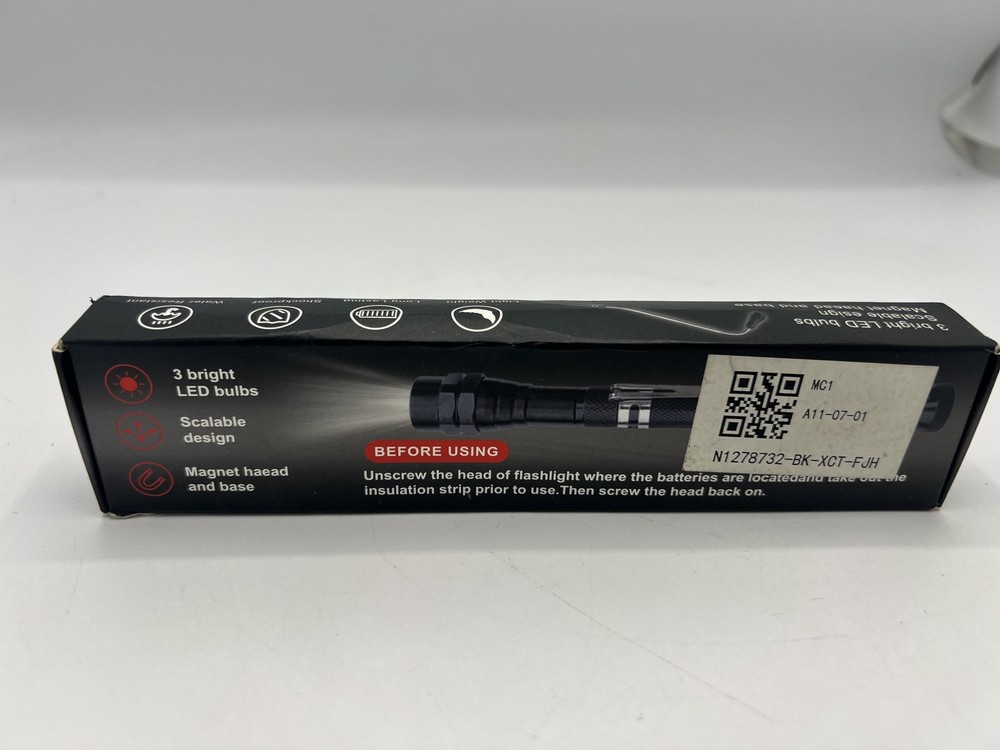 Water Resistant
Shockproof
Long Lasting
Light Weight
3 bright LED bulbs
Scalable esign
Magnet haead and base
3 bright
LED bulbs
Scalable
design
Magnet haead
and base
BEFORE USING
Unscrew the head of flashlight where the batteries are locatedand take out the
insulation strip prior to use.Then screw the head back on.
MC1
A11-07-01
N1278732-BK-XCT-FJH